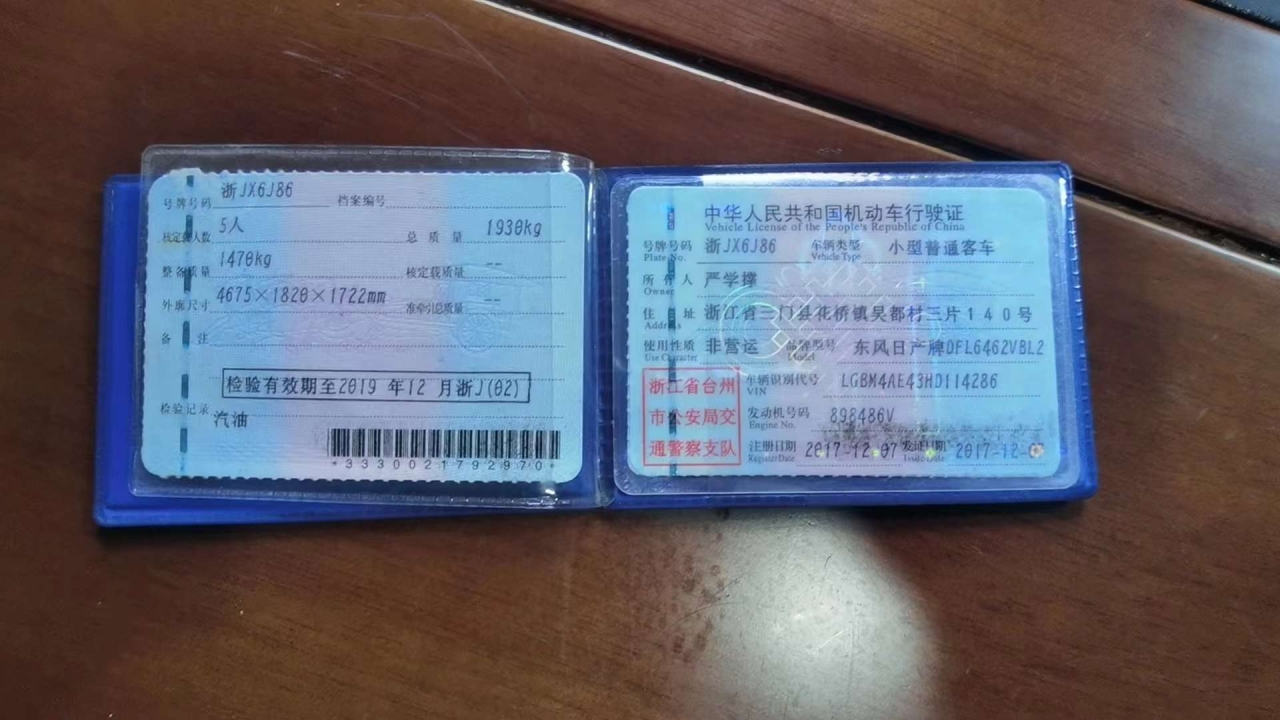 号牌号码 浙JX6J86 档案编号
核定载人数 5人 总质量 1930kg
整备质量 1470kg 核定载质量 --
外廓尺寸 4675×1820×1722mm 准牵引总质量 --
备注
检验有效期至2019 年12 月浙J(02)
检验记录
汽油
*3330021792970*
中华人民共和国机动车行驶证
Vehicle License of the People's Republic of China
号牌号码 浙JX6J86 车辆类型 小型普通客车
Plate No. Vehicle Type
所有人 严学撑
Owner
住址 浙江省三门县花桥镇吴都村三片140号
Address
使用性质 非营运 品牌型号 东风日产牌DFL6462VBL2
Use Character Model
浙江省台州
市公安局交
通警察支队
车辆识别代号 LGBM4AE43HD114286
VIN
发动机号码 898486V
Engine No.
注册日期 2017-12-07 发证日期 2017-12-
Register Date Issue Date